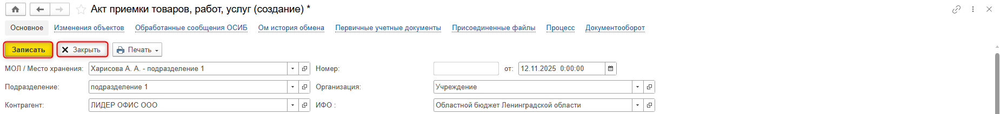 Акт приемки товаров, работ, услуг (создание) *
Основное Изменения объектов Обработанные сообщения ОСИБ Ом история обмена Первичные учетные документы Присоединенные файлы Процесс Документооборот
Записать Закрыть Печать
МОЛ / Место хранения: Харисова А. А. - подразделение 1 Номер: от: 12.11.2025 0:00:00
Подразделение: подразделение 1 Организация: Учреждение
Контрагент: ЛИДЕР ОФИС ООО ИФО : Областной бюджет Ленинградской области